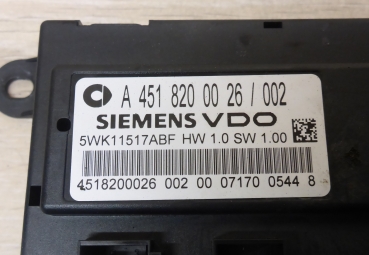 A 451 820 00 26 / 002
SIEMENS VDO
5WK11517ABF HW 1.0 SW 1.00
4518200026 002 00 07170 0544 8